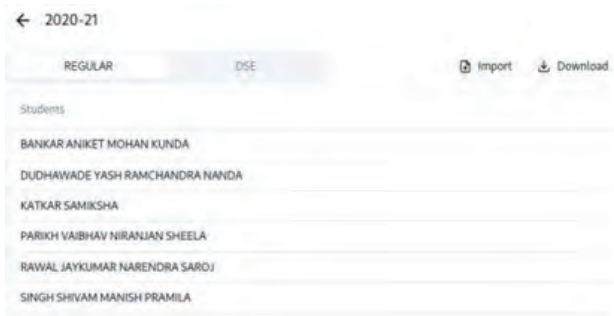 2020-21
REGULAR DSE Import Download
Students
BANKAR ANIKET MOHAN KUNDA
DUDHAWADE YASH RAMCHANDRA NANDA
KATKAR SAMIKSHA
PARIKH VAIBHAV NIRANJAN SHEELA
RAWAL JAYKUMAR NARENDRA SAROJ
SINGH SHIVAM MANISH PRAMILA